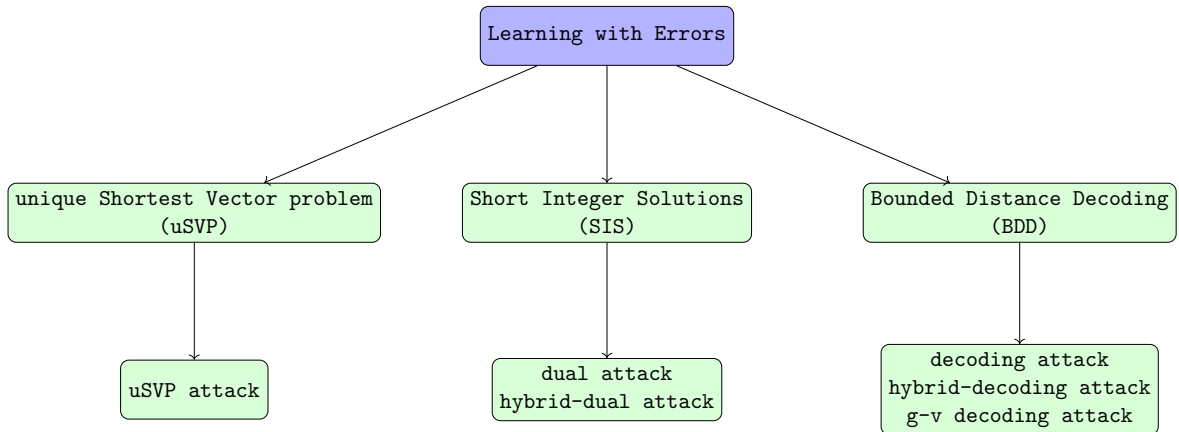 Learning with Errors
unique Shortest Vector problem
(uSVP)
Short Integer Solutions
(SIS)
Bounded Distance Decoding
(BDD)
uSVP attack
dual attack
hybrid-dual attack
decoding attack
hybrid-decoding attack
g-v decoding attack